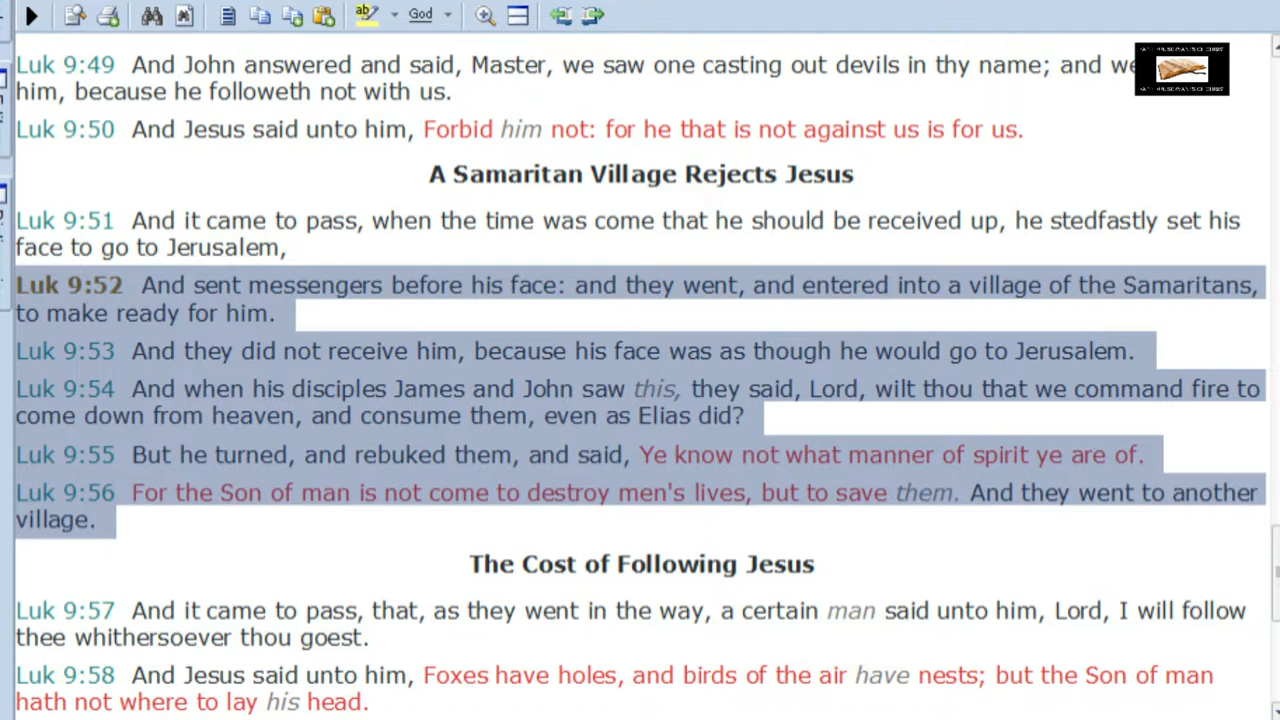 God
Luk 9:49 And John answered and said, Master, we saw one casting out devils in thy name; and we
him, because he followeth not with us.
Luk 9:50 And Jesus said unto him, Forbid him not: for he that is not against us is for us.
A Samaritan Village Rejects Jesus
Luk 9:51 And it came to pass, when the time was come that he should be received up, he stedfastly set his
face to go to Jerusalem,
Luk 9:52 And sent messengers before his face: and they went, and entered into a village of the Samaritans,
to make ready for him.
Luk 9:53 And they did not receive him, because his face was as though he would go to Jerusalem.
Luk 9:54 And when his disciples James and John saw this, they said, Lord, wilt thou that we command fire to
come down from heaven, and consume them, even as Elias did?
Luk 9:55 But he turned, and rebuked them, and said, Ye know not what manner of spirit ye are of.
Luk 9:56 For the Son of man is not come to destroy men's lives, but to save them. And they went to another
village.
The Cost of Following Jesus
Luk 9:57 And it came to pass, that, as they went in the way, a certain man said unto him, Lord, I will follow
thee whithersoever thou goest.
Luk 9:58 And Jesus said unto him, Foxes have holes, and birds of the air have nests; but the Son of man
hath not where to lay his head.